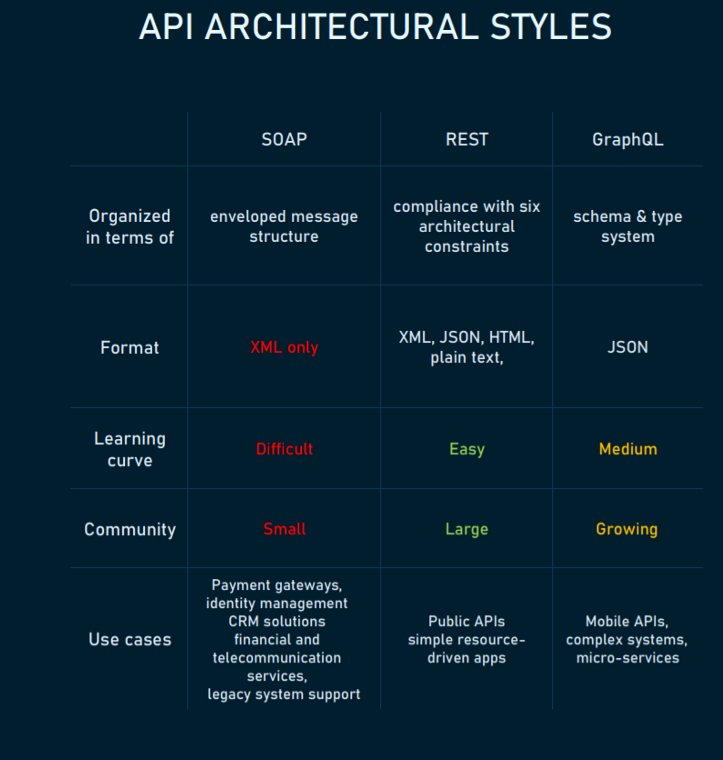 API ARCHITECTURAL STYLES
SOAP
REST
GraphQL
Organized
in terms of
enveloped message
structure
compliance with six
architectural
constraints
schema & type
system
Format
XML only
XML, JSON, HTML,
plain text,
JSON
Learning
curve
Difficult
Easy
Medium
Community
Small
Large
Growing
Use cases
Payment gateways,
identity management
CRM solutions
financial and
telecommunication
services,
legacy system support
Public APIs
simple resource-
driven apps
Mobile APIs,
complex systems,
micro-services